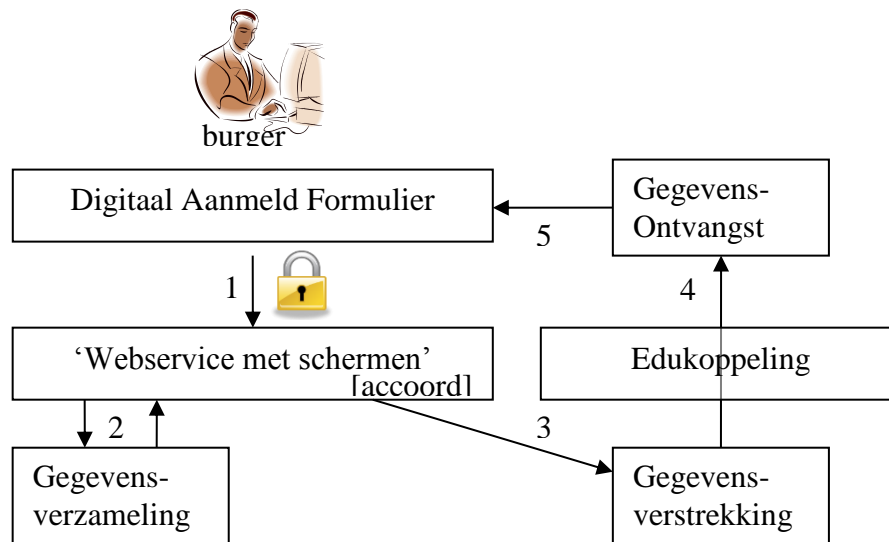 burger
Digitaal Aanmeld Formulier
Gegevens-
Ontvangst
5
1
4
‘Webservice met schermen’
[accoord]
Edukoppeling
2
3
Gegevens-
verzameling
Gegevens-
verstrekking